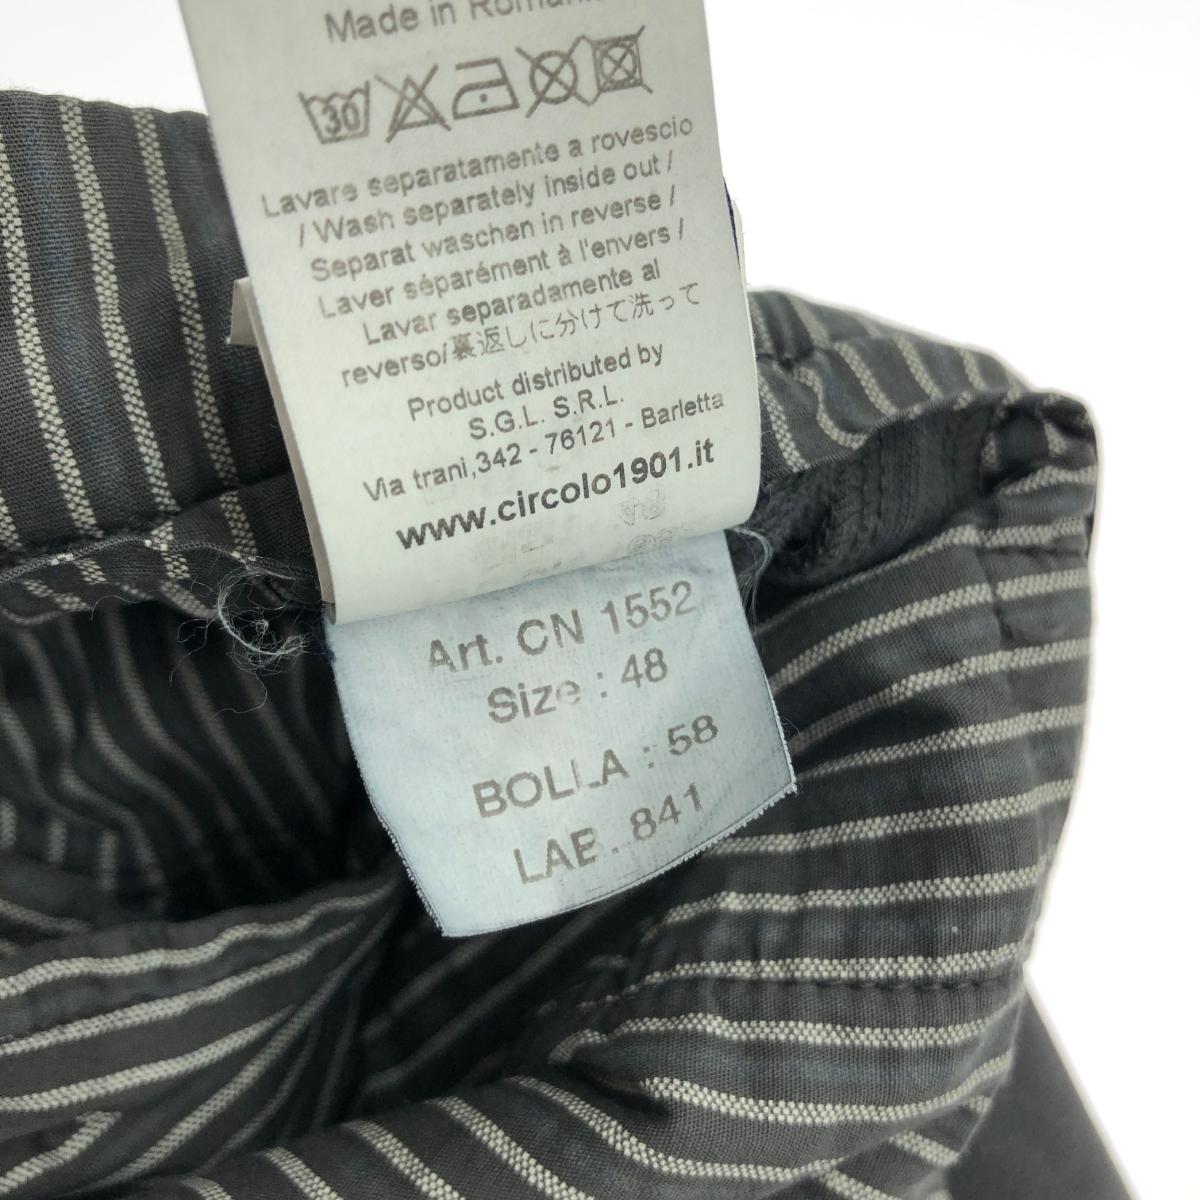 Made in Romania
30
Lavare separatamente a rovescio
/ Wash separately inside out /
Separat waschen in reverse /
Laver séparément à l'envers /
Lavar separadamente al
reverso/裏返しに分けて洗って
Product distributed by
S.G.L. S.R.L.
Via trani,342 - 76121 - Barletta
www.circolo1901.it
Art. CN 1552
Size : 48
BOLLA : 58
LAB. 841